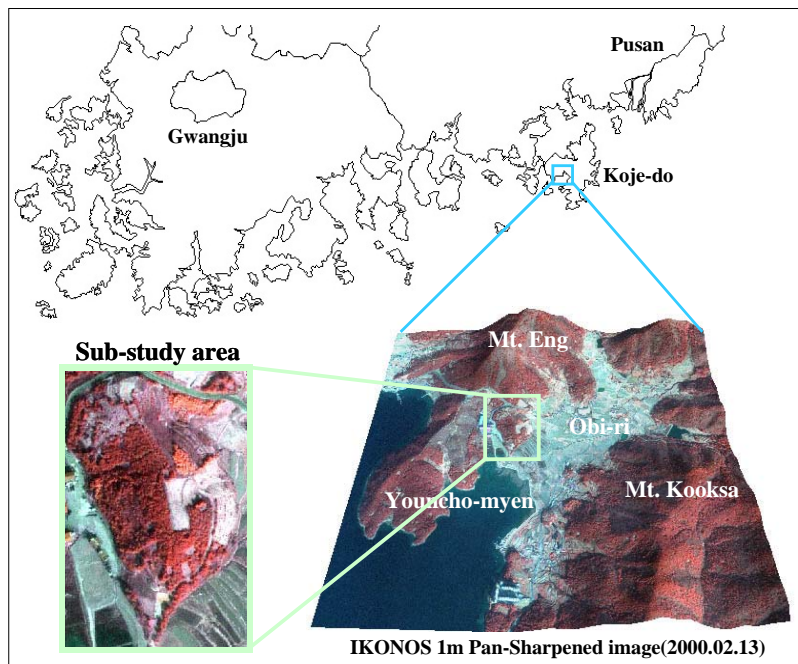 Pusan
Gwangju
Koje-do
Sub-study area
Mt. Eng
Obi-ri
Mt. Kooksa
Youncho-myen
IKONOS 1m Pan-Sharpened image(2000.02.13)